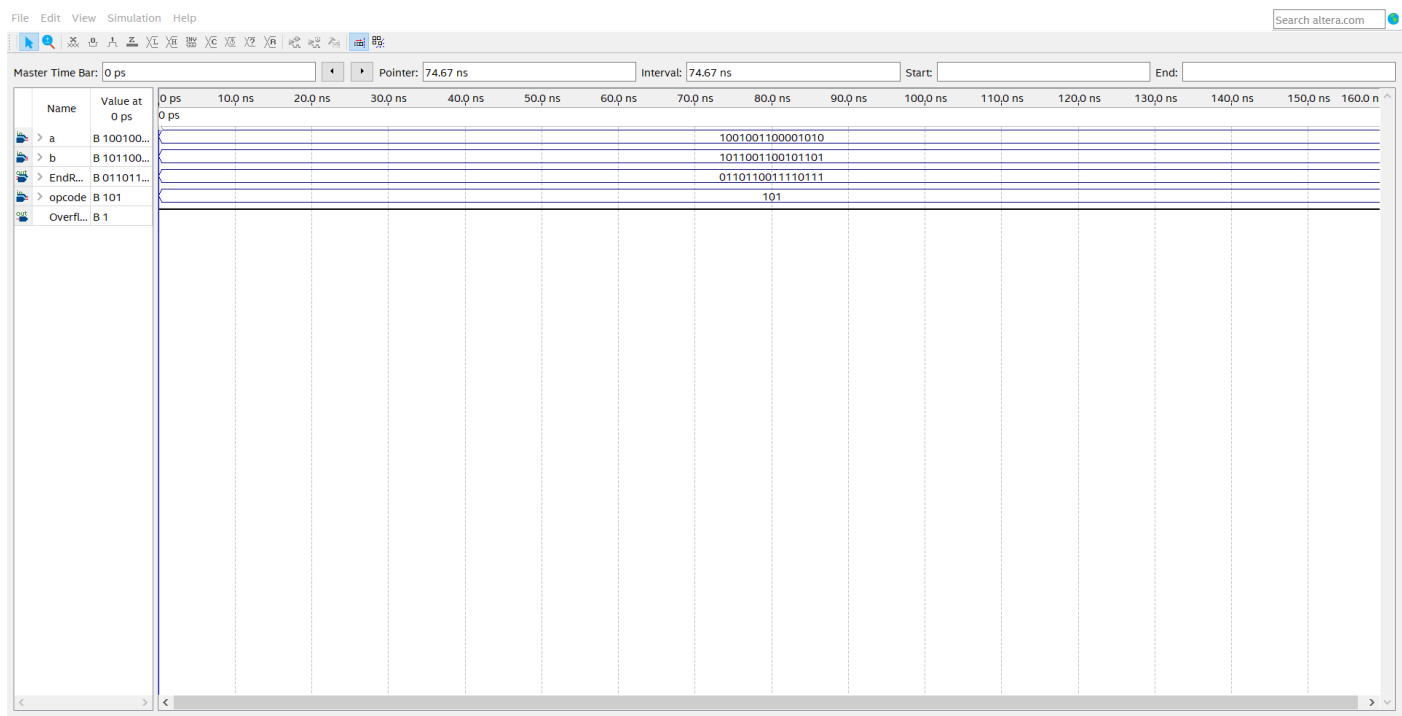 File Edit View Simulation Help
Search altera.com
Master Time Bar: 0 ps Pointer: 74.67 ns Interval: 74.67 ns Start: End:
Name Value at 0 ps 0 ps 10.0 ns 20.0 ns 30.0 ns 40.0 ns 50.0 ns 60.0 ns 70.0 ns 80.0 ns 90.0 ns 100.0 ns 110.0 ns 120.0 ns 130.0 ns 140.0 ns 150.0 ns 160.0 n
0 ps
a B 100100... 1001001100001010
b B 101100... 1011001100101101
EndR... B 011011... 0110110011110111
opcode B 101 101
Overfl... B 1